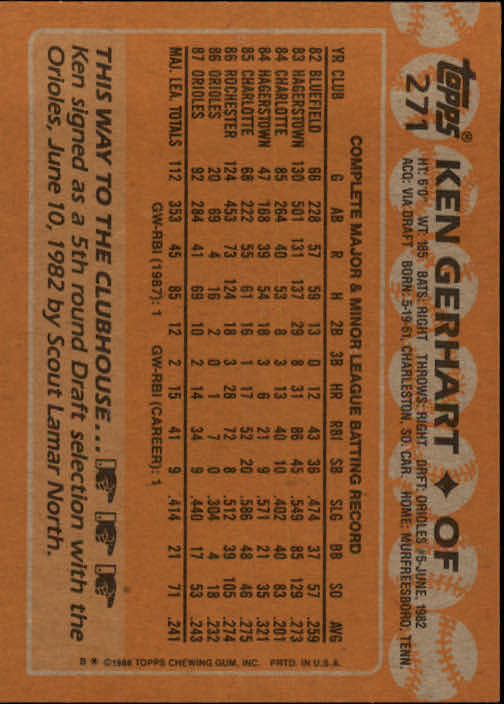 topps
271
KEN GERHART ✦ OF
HT: 6'0" WT: 185 BATS: RIGHT THROWS: RIGHT DRFT: ORIOLES #5-JUNE, 1982
ACQ: VIA DRAFT BORN: 5-19-61, CHARLESTON, SO. CAR. HOME: MURFREESBORO, TENN.
COMPLETE MAJOR & MINOR LEAGUE BATTING RECORD
YR CLUB G AB R H 2B 3B HR RBI SB SLG BB SO AVG
82 BLUEFIELD 66 228 57 59 13 0 12 43 36 .474 37 57 .259
83 HAGERSTOWN 130 501 131 137 29 8 31 86 45 .549 85 129 .273
84 CHARLOTTE 85 264 40 53 8 3 13 40 10 .402 40 83 .201
84 HAGERSTOWN 47 168 39 54 18 3 6 21 9 .571 21 35 .321
85 CHARLOTTE 66 222 55 61 16 1 17 52 20 .586 48 46 .275
86 ROCHESTER 124 453 73 124 18 3 28 72 8 .512 39 105 .274
86 ORIOLES 20 69 4 16 2 0 1 7 0 .304 4 18 .232
87 ORIOLES 92 284 41 69 10 2 14 34 9 .440 17 53 .243
MAJ. LEA. TOTALS 112 353 45 85 12 2 15 41 9 .414 21 71 .241
GW-RBI (1987): 1 GW-RBI (CAREER): 1
THIS WAY TO THE CLUBHOUSE...
Ken signed as a 5th round Draft selection with the
Orioles, June 10, 1982 by Scout Lamar North.
B * ©1988 TOPPS CHEWING GUM, INC. PRTD. IN U.S.A.